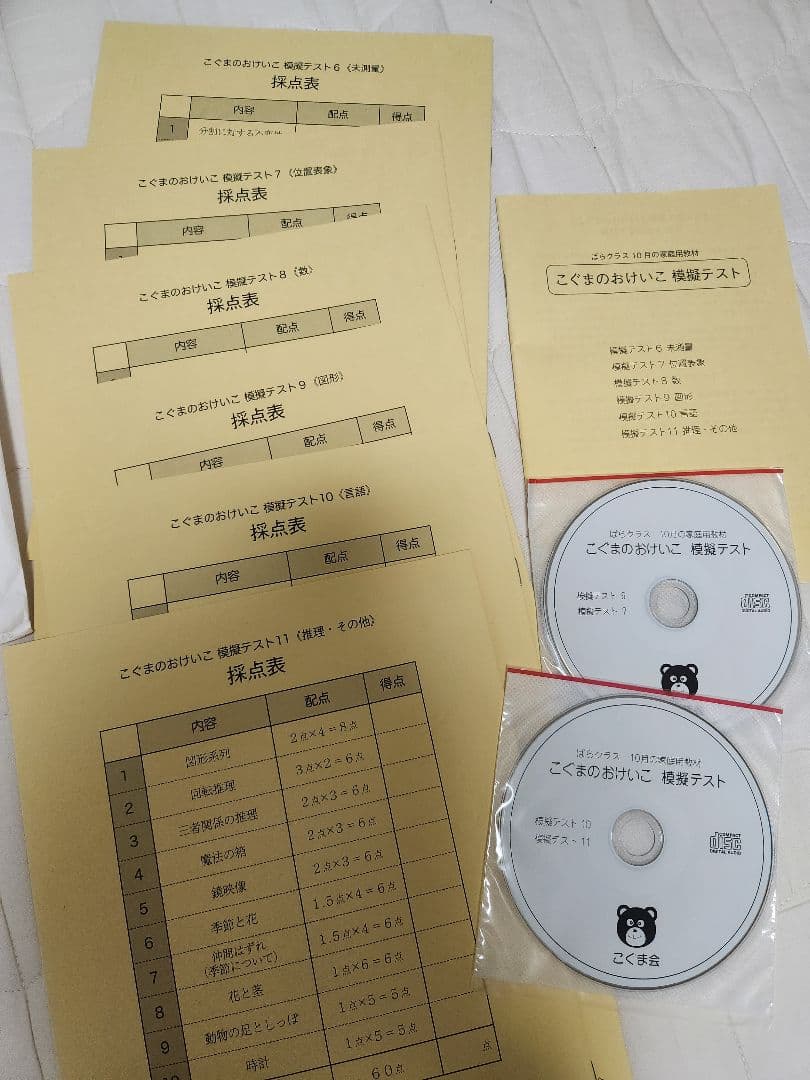 こぐまのおけいこ 模擬テスト6〈未測量〉
採点表
内容 配点 得点
1
こぐまのおけいこ 模擬テスト7〈位置表象〉
採点表
内容 配点
こぐまのおけいこ 模擬テスト8〈数〉
採点表
内容 配点 得点
こぐまのおけいこ 模擬テスト9〈図形〉
採点表
内容 配点 得点
こぐまのおけいこ 模擬テスト10〈言語〉
採点表
内容 配点 得点
こぐまのおけいこ 模擬テスト11〈推理・その他〉
採点表
内容 配点 得点
1 図形系列 2点×4=8点
2 回転推理 3点×2=6点
3 三者関係の推理 2点×3=6点
4 魔法の箱 2点×3=6点
5 鏡映像 2点×3=6点
6 季節と花 1.5点×4=6点
7 仲間はずれ 1.5点×4=6点
(季節について)
8 花と茎 1点×6=6点
9 動物の足としっぽ 1点×5=5点
時計 1点×5=5点
60点 点
ばらクラス 10月の家庭用教材
こぐまのおけいこ 模擬テスト
模擬テスト6 未測量
模擬テスト7 位置表象
模擬テスト8 数
模擬テスト9 図形
模擬テスト10 言語
模擬テスト11 推理・その他
ばらクラス 10月の家庭用教材
こぐまのおけいこ 模擬テスト
模擬テスト 6
模擬テスト 7
COMPACT
disc
DIGITAL AUDIO
ばらクラス 10月の家庭用教材
こぐまのおけいこ 模擬テスト
模擬テスト 10
模擬テスト 11
COMPACT
disc
DIGITAL AUDIO
こぐま会